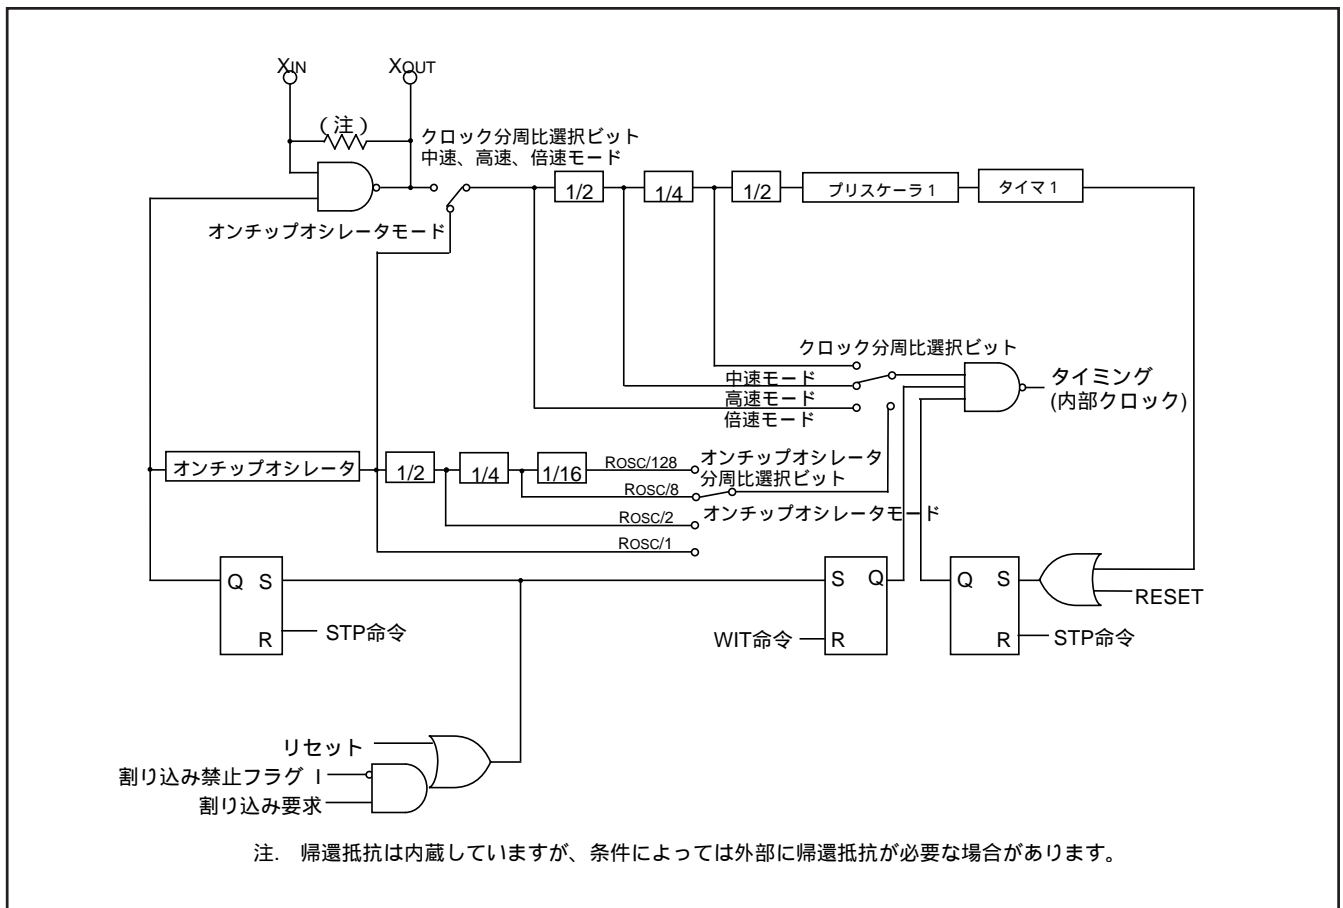 XIN XOUT
(注)
クロック分周比選択ビット
中速、高速、倍速モード
1/2 1/4 1/2 プリスケーラ1 タイマ1
オンチップオシレータモード
クロック分周比選択ビット
中速モード
高速モード
倍速モード
タイミング
(内部クロック)
オンチップオシレータ 1/2 1/4 1/16 ROSC/128
オンチップオシレータ
分周比選択ビット
ROSC/8
オンチップオシレータモード
ROSC/2
ROSC/1
Q S
R
STP命令
S Q
R
WIT命令
Q S
R
RESET
STP命令
リセット
割り込み禁止フラグ I
割り込み要求
注. 帰還抵抗は内蔵していますが、条件によっては外部に帰還抵抗が必要な場合があります。